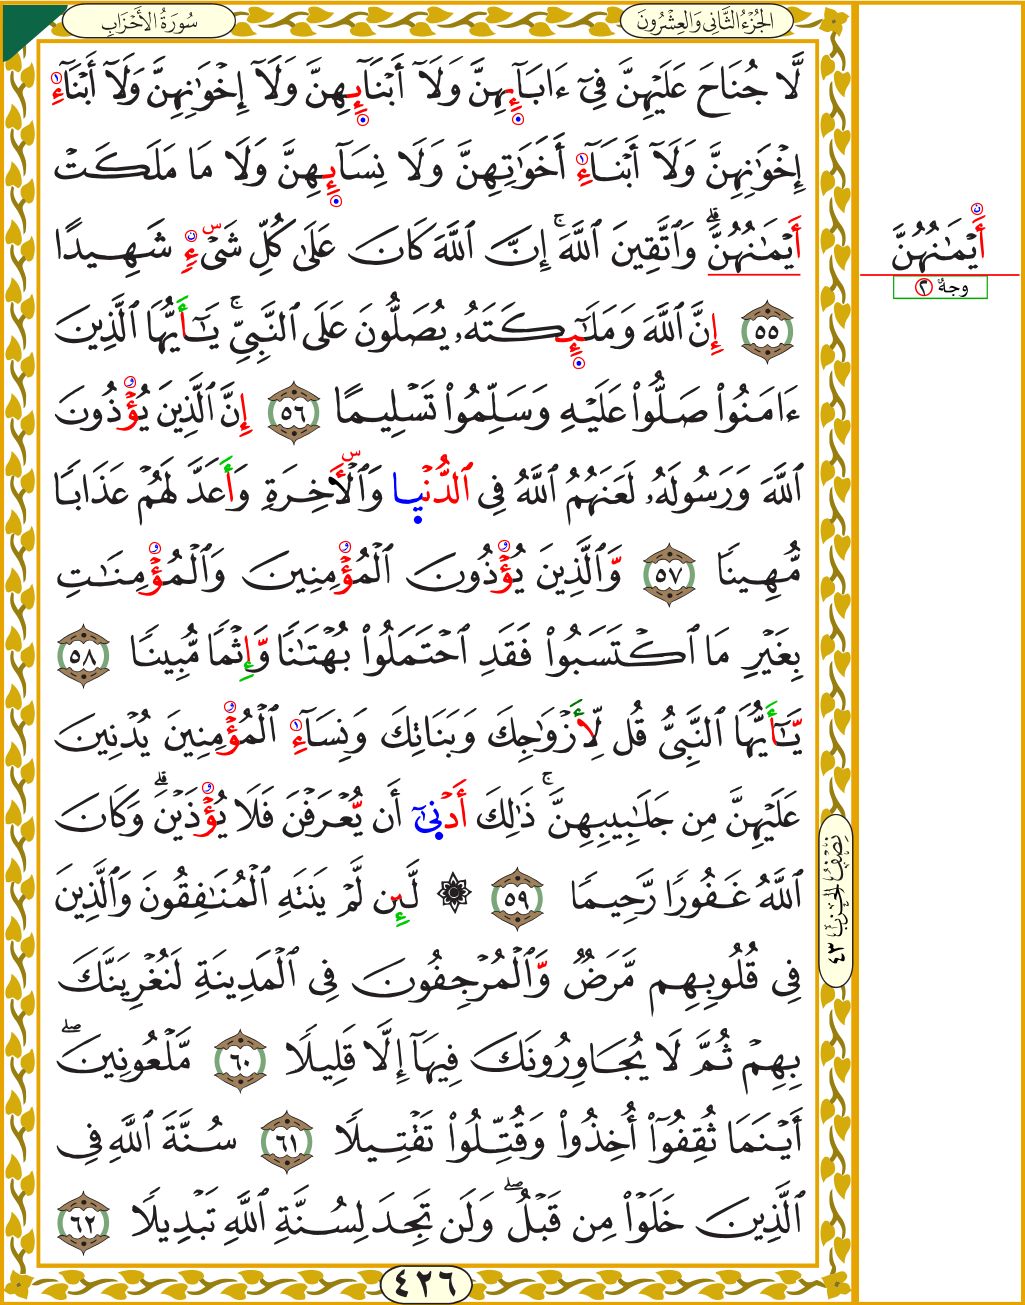 الجُزْءُ الثَّانِي وَالعِشْرُونَ
سُورَةُ الأَحْزَابِ
لَّا جُنَاحَ عَلَيْهِنَّ فِىٓ ءَابَآئِهِنَّ وَلَآ أَبْنَآئِهِنَّ وَلَآ إِخْوَٰنِهِنَّ وَلَآ أَبْنَآءِ
إِخْوَٰنِهِنَّ وَلَآ أَبْنَآءِ أَخَوَٰتِهِنَّ وَلَا نِسَآئِهِنَّ وَلَا مَا مَلَكَتْ
أَيْمَٰنُهُنَّۗ وَٱتَّقِينَ ٱللَّهَۚ إِنَّ ٱللَّهَ كَانَ عَلَىٰ كُلِّ شَىْءٍ شَهِيدًا
٥٥ إِنَّ ٱللَّهَ وَمَلَٰٓئِكَتَهُۥ يُصَلُّونَ عَلَى ٱلنَّبِىِّۚ يَٰٓأَيُّهَا ٱلَّذِينَ
ءَامَنُوا۟ صَلُّوا۟ عَلَيْهِ وَسَلِّمُوا۟ تَسْلِيمًا ٥٦ إِنَّ ٱلَّذِينَ يُؤْذُونَ
ٱللَّهَ وَرَسُولَهُۥ لَعَنَهُمُ ٱللَّهُ فِى ٱلدُّنْيَا وَٱلْأَخِرَةِ وَأَعَدَّ لَهُمْ عَذَابًا
مُّهِينًا ٥٧ وَّٱلَّذِينَ يُؤْذُونَ ٱلْمُؤْمِنِينَ وَٱلْمُؤْمِنَٰتِ
بِغَيْرِ مَا ٱكْتَسَبُوا۟ فَقَدِ ٱحْتَمَلُوا۟ بُهْتَٰنًا وَّإِثْمًا مُّبِينًا ٥٨
يَّٰٓأَيُّهَا ٱلنَّبِىُّ قُل لِّأَزْوَٰجِكَ وَبَنَاتِكَ وَنِسَآءِ ٱلْمُؤْمِنِينَ يُدْنِينَ
عَلَيْهِنَّ مِن جَلَٰبِيبِهِنَّۚ ذَٰلِكَ أَدْنَىٰٓ أَن يُّعْرَفْنَ فَلَا يُؤْذَيْنَۗ وَكَانَ
ٱللَّهُ غَفُورًا رَّحِيمًا ٥٩ ۞ لَّئِن لَّمْ يَنتَهِ ٱلْمُنَٰفِقُونَ وَٱلَّذِينَ
فِى قُلُوبِهِم مَّرَضٌ وَّٱلْمُرْجِفُونَ فِى ٱلْمَدِينَةِ لَنُغْرِيَنَّكَ
بِهِمْ ثُمَّ لَا يُجَاوِرُونَكَ فِيهَآ إِلَّا قَلِيلًا ٦٠ مَّلْعُونِينَۖ
أَيْنَمَا ثُقِفُوٓا۟ أُخِذُوا۟ وَقُتِّلُوا۟ تَقْتِيلًا ٦١ سُنَّةَ ٱللَّهِ فِى
ٱلَّذِينَ خَلَوْا۟ مِن قَبْلُۖ وَلَن تَجِدَ لِسُنَّةِ ٱللَّهِ تَبْدِيلًا ٦٢
٤٢٦
نِصْفُ الحِزْبِ ٤٣
أَيْمَٰنُهُنَّ
وجهٌ ٢